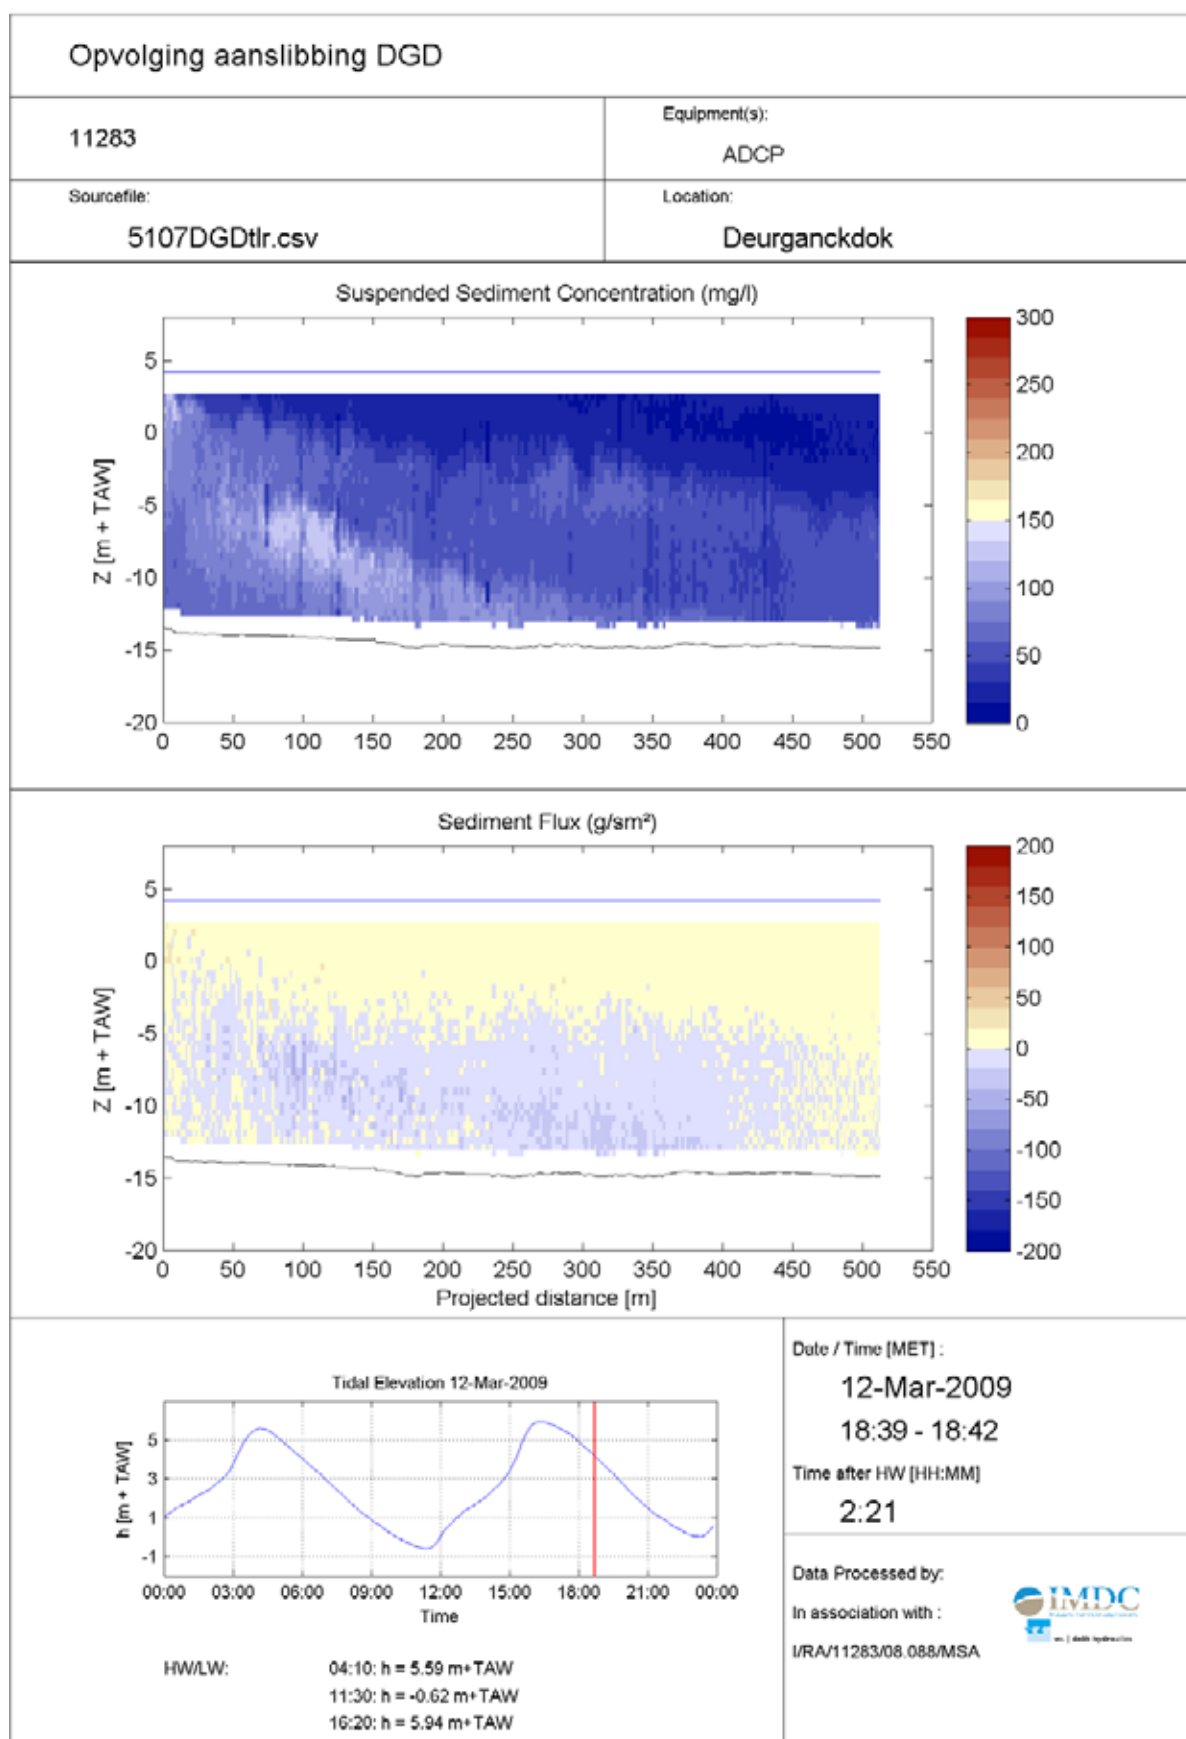 Opvolging aanslibbing DGD
11283
Equipment(s):
ADCP
Sourcefile:
5107DGDtlr.csv
Location:
Deurganckdok
Suspended Sediment Concentration (mg/l)
Z [m + TAW]
5
0
-5
-10
-15
-20
0 50 100 150 200 250 300 350 400 450 500 550
300
250
200
150
100
50
0
Sediment Flux (g/sm²)
Z [m + TAW]
5
0
-5
-10
-15
-20
0 50 100 150 200 250 300 350 400 450 500 550
Projected distance [m]
200
150
100
50
0
-50
-100
-150
-200
Tidal Elevation 12-Mar-2009
h [m + TAW]
5
3
1
-1
00:00 03:00 06:00 09:00 12:00 15:00 18:00 21:00 00:00
Time
HW/LW:
04:10: h = 5.59 m+TAW
11:30: h = -0.62 m+TAW
16:20: h = 5.94 m+TAW
Date / Time [MET] :
12-Mar-2009
18:39 - 18:42
Time after HW [HH:MM]
2:21
Data Processed by:
In association with :
I/RA/11283/08.088/MSA
IMDC